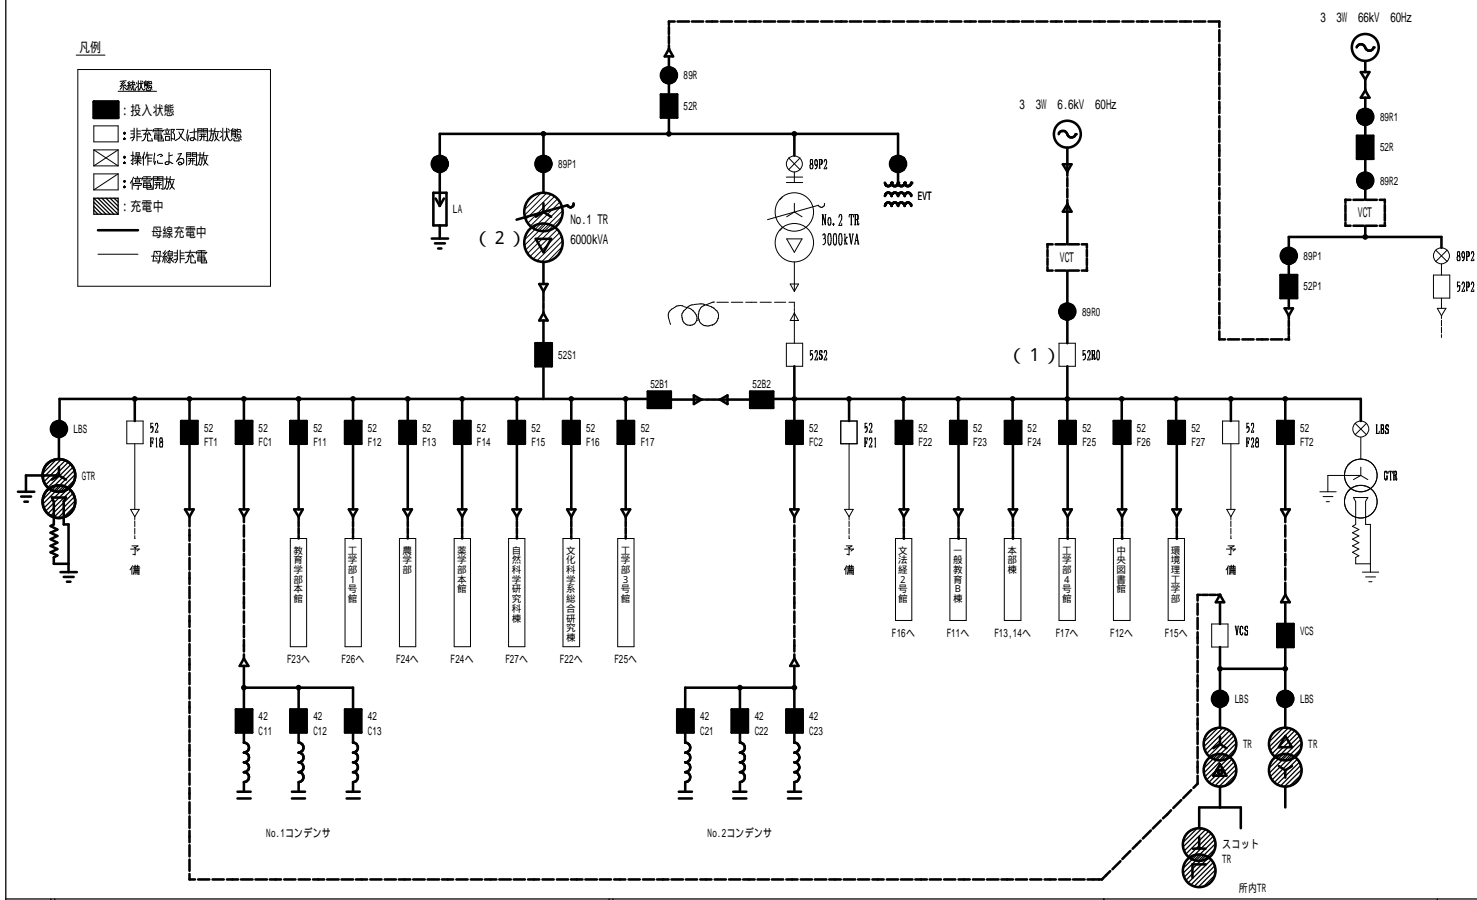 3 3W 66kV 60Hz
凡例
系統状態
:投入状態
:非充電部又は開放状態
:操作による開放
:停電開放
:充電中
母線充電中
母線非充電
89R
52R
3 3W 6.6kV 60Hz
89R1
52R
89R2
VCT
89P1
89P2
EVT
LA
No.1 TR
6000kVA
(2)
No.2 TR
3000kVA
VCT
89P1
52P1
89P2
52P2
89R0
(1)
52R0
52S1
52S2
52B1
52B2
LBS
52
F18
52
FT1
52
FC1
52
F11
52
F12
52
F13
52
F14
52
F15
52
F16
52
F17
52
FC2
52
F21
52
F22
52
F23
52
F24
52
F25
52
F26
52
F27
52
F28
52
FT2
LBS
GTR
GTR
予備
教育学部本館
工学部1号館
農学部
薬学部本館
自然科学研究科棟
文化科学系総合研究棟
工学部3号館
予備
文法経2号館
一般教育B棟
本部棟
工学部4号館
中央図書館
環境理工学部
予備
F23へ
F26へ
F24へ
F24へ
F27へ
F22へ
F25へ
F16へ
F11へ
F13,14へ
F17へ
F12へ
F15へ
VCS
VCS
LBS
LBS
42
C11
42
C12
42
C13
42
C21
42
C22
42
C23
TR
TR
No.1コンデンサ
No.2コンデンサ
スコット
TR
所内TR